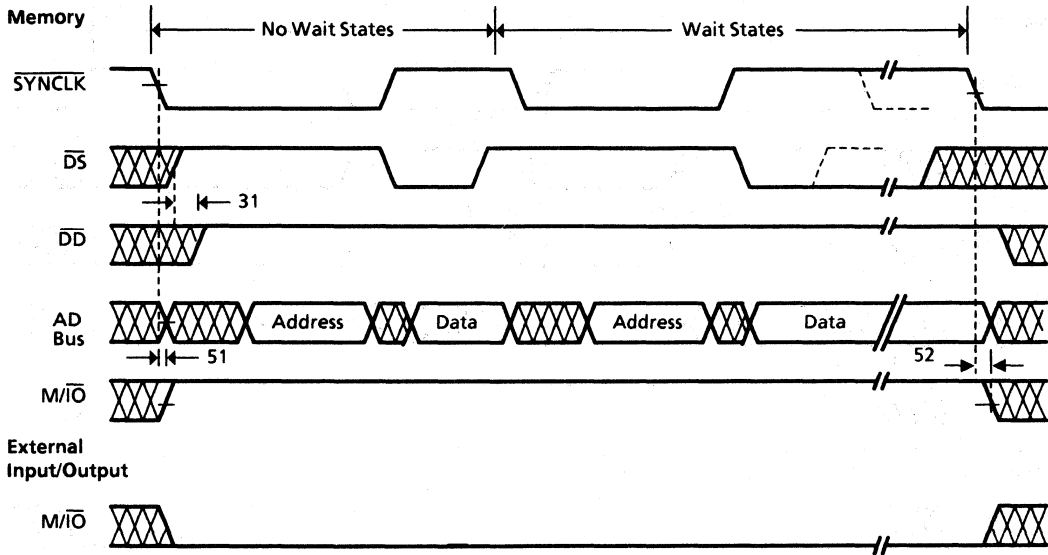 Memory
No Wait States
Wait States
SYNCLK
DS
31
DD
AD
Bus
Address
Data
Address
Data
51
52
M/IO
External
Input/Output
M/IO